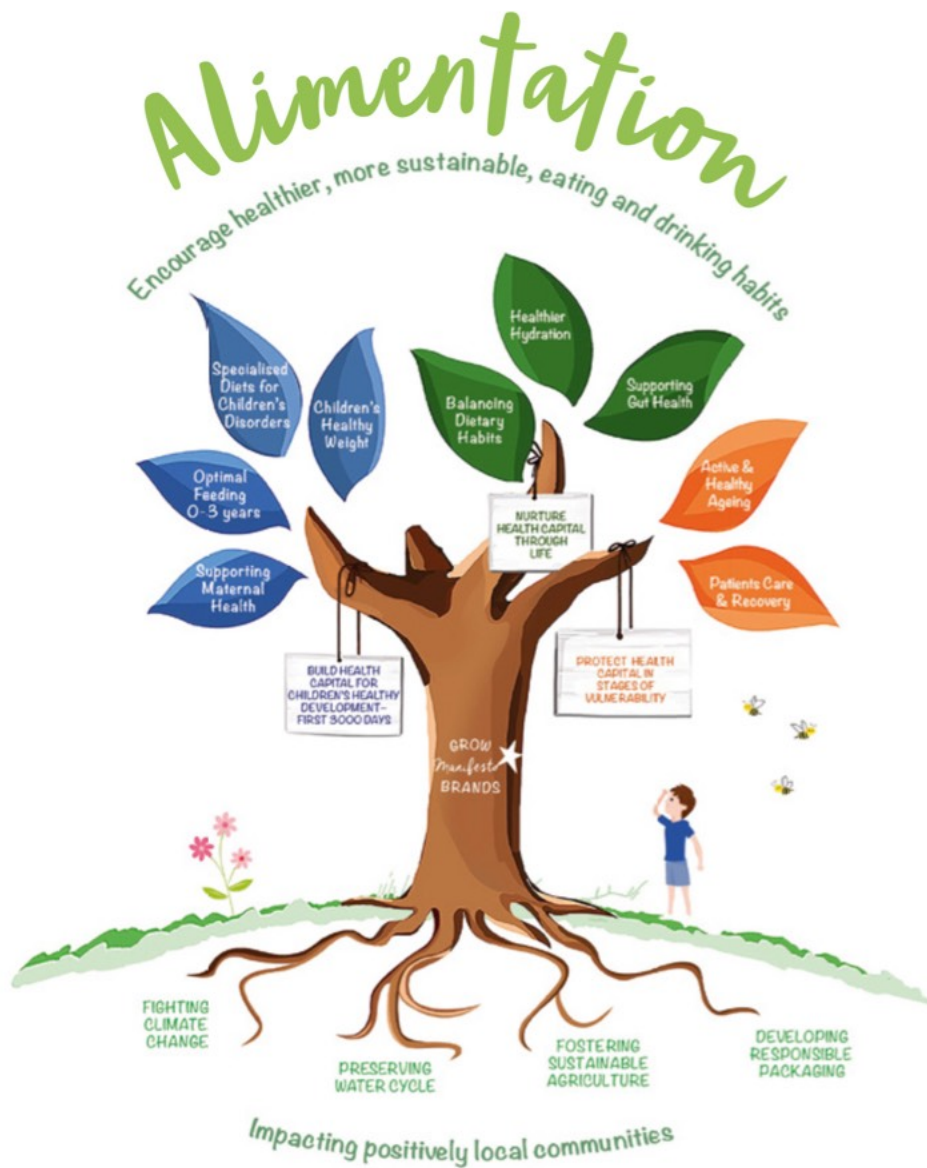 Alimentation
Encourage healthier, more sustainable, eating and drinking habits
Specialised
Diets for
Children's
Disorders
Children's
Healthy
Weight
Optimal
Feeding
0-3 years
Supporting
Maternal
Health
Balancing
Dietary
Habits
Healthier
Hydration
Supporting
Gut Health
Active &
Healthy
Ageing
Patients Care
& Recovery
NURTURE
HEALTH CAPITAL
THROUGH
LIFE
BUILD HEALTH
CAPITAL FOR
CHILDREN'S HEALTHY
DEVELOPMENT-
FIRST 3000 DAYS
PROTECT HEALTH
CAPITAL IN
STAGES OF
VULNERABILITY
GROW
Manifesto
BRANDS
FIGHTING
CLIMATE
CHANGE
PRESERVING
WATER CYCLE
FOSTERING
SUSTAINABLE
AGRICULTURE
DEVELOPING
RESPONSIBLE
PACKAGING
Impacting positively local communities